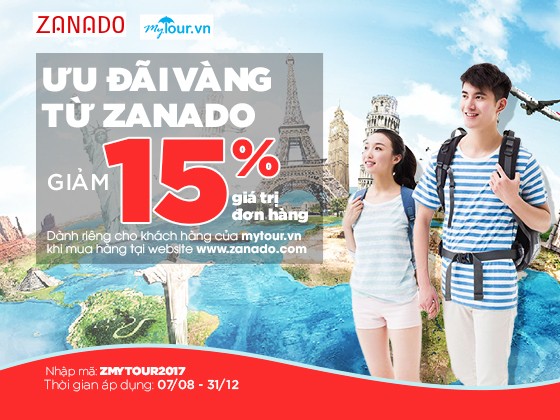 ZANADO
mytour.vn
ƯU ĐÃI VÀNG
TỪ ZANADO
GIẢM 15%
giá trị
đơn hàng
Dành riêng cho khách hàng của mytour.vn
khi mua hàng tại website www.zanado.com
Nhập mã: ZMYTOUR2017
Thời gian áp dụng: 07/08 - 31/12